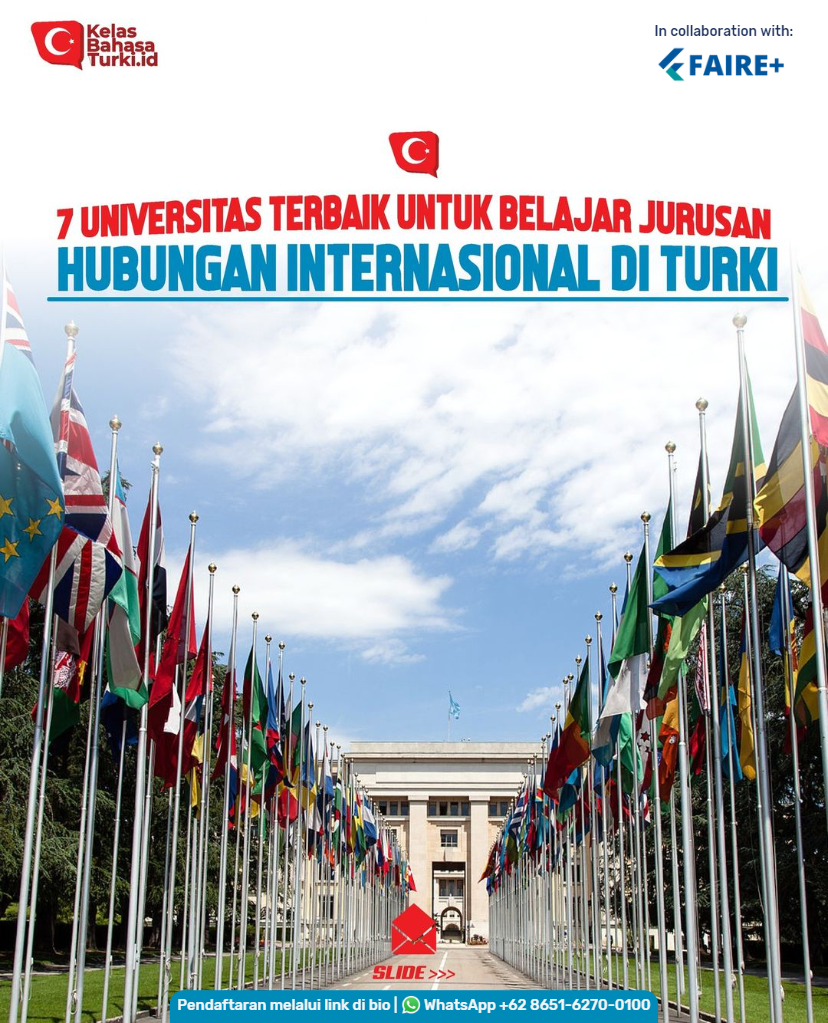 Kelas
Bahasa
Turki.id
In collaboration with:
FAIRE+
7 UNIVERSITAS TERBAIK UNTUK BELAJAR JURUSAN
HUBUNGAN INTERNASIONAL DI TURKI
SLIDE >>>
Pendaftaran melalui link di bio | WhatsApp +62 8651-6270-0100